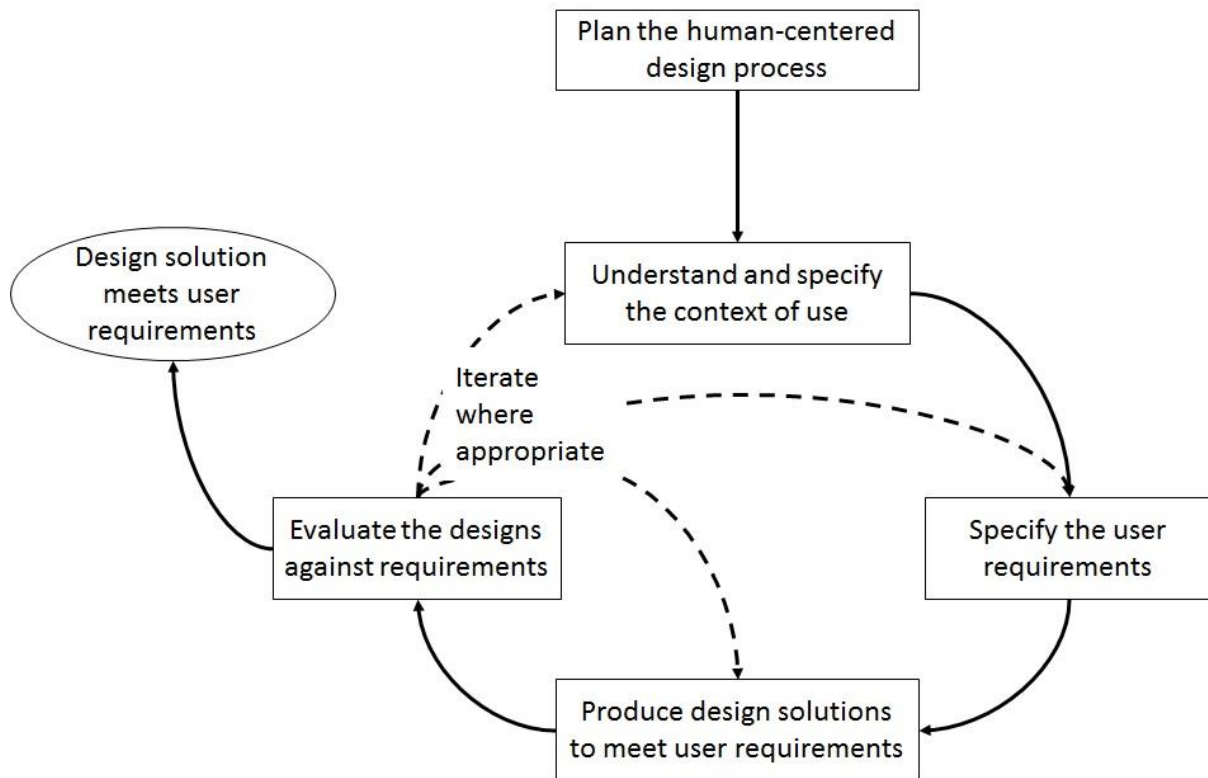 Plan the human-centered
design process
Understand and specify
the context of use
Design solution
meets user
requirements
Iterate
where
appropriate
Evaluate the designs
against requirements
Specify the user
requirements
Produce design solutions
to meet user requirements